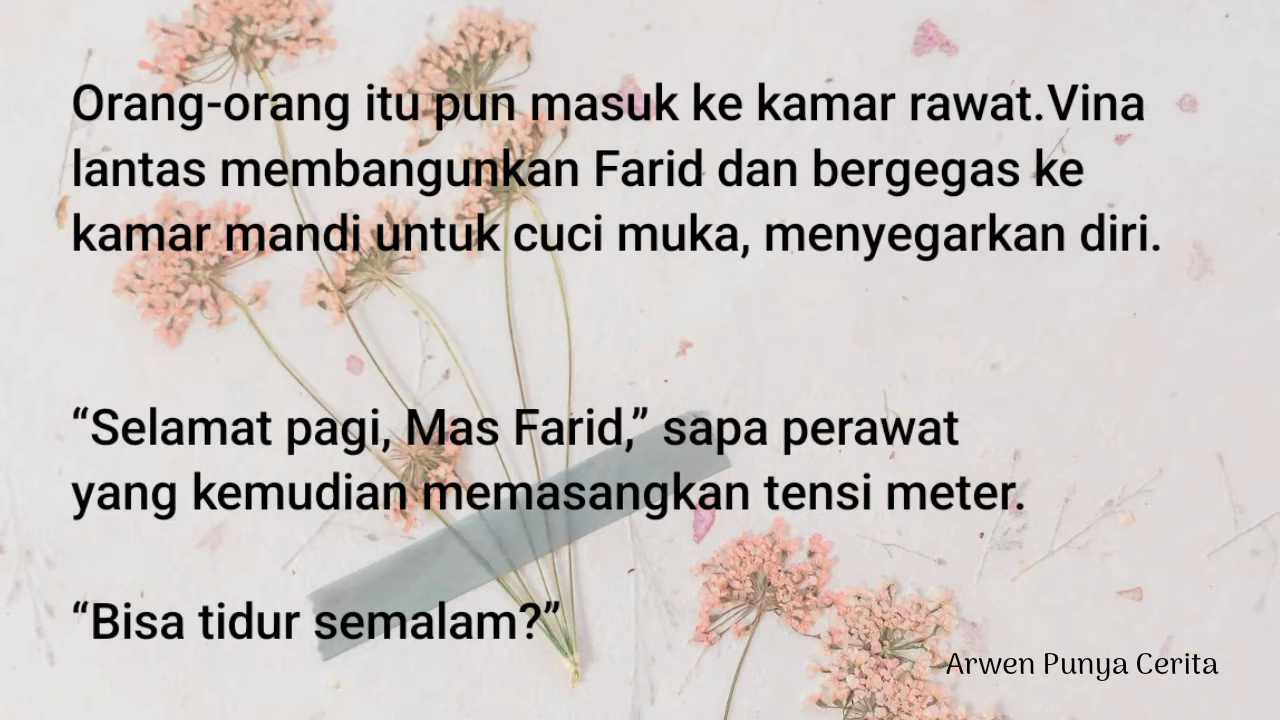 Orang-orang itu pun masuk ke kamar rawat.Vina
lantas membangunkan Farid dan bergegas ke
kamar mandi untuk cuci muka, menyegarkan diri.
“Selamat pagi, Mas Farid,” sapa perawat
yang kemudian memasangkan tensi meter.
“Bisa tidur semalam?”
Arwen Punya Cerita